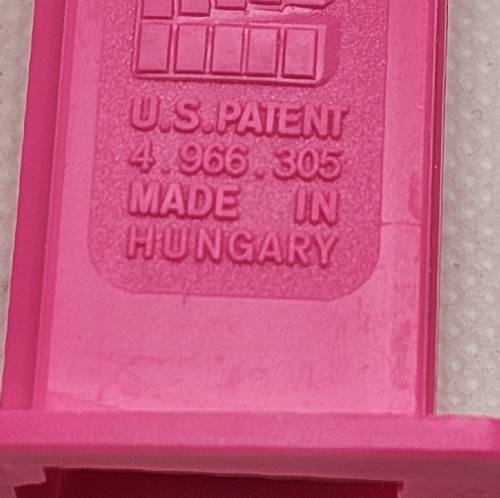 U.S.PATENT
4.966.305
MADE IN
HUNGARY